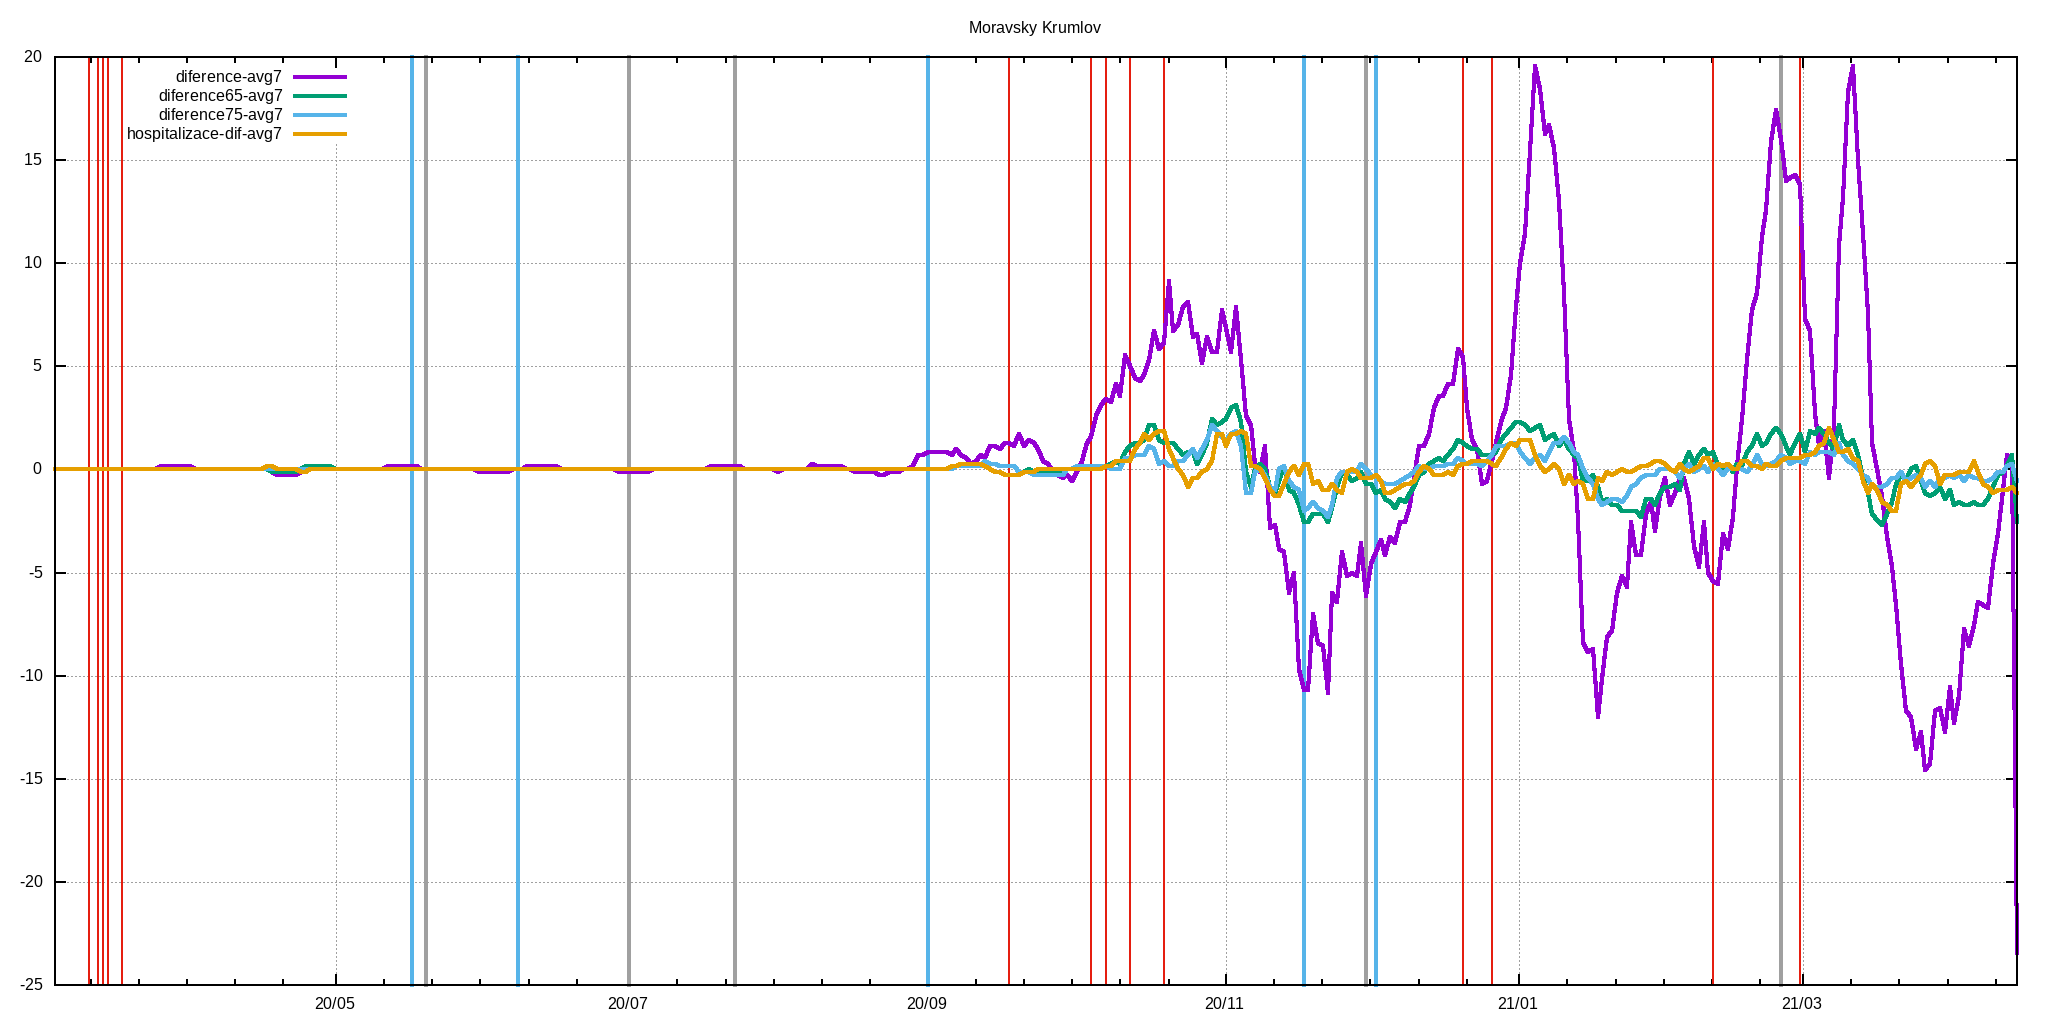 Moravsky Krumlov
20
diference-avg7
diference65-avg7
diference75-avg7
hospitalizace-dif-avg7
15
10
5
0
-5
-10
-15
-20
-25
20/05 20/07 20/09 20/11 21/01 21/03